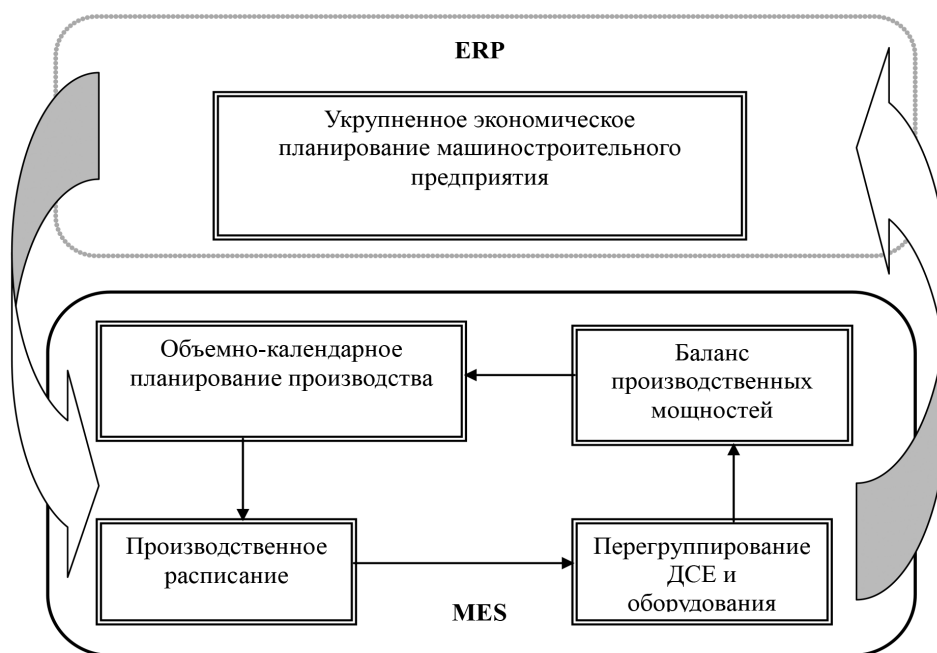 ERP
Укрупненное экономическое
планирование машиностроительного
предприятия
Объемно-календарное
планирование производства
Баланс
производственных
мощностей
Производственное
расписание
Перегруппирование
ДСЕ и
оборудования
MES